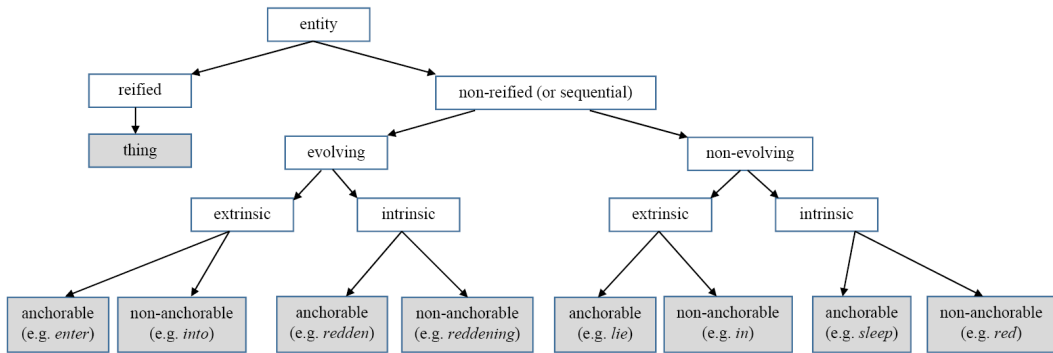 entity
reified
non-reified (or sequential)
thing
evolving
non-evolving
extrinsic
intrinsic
extrinsic
intrinsic
anchorable
(e.g. enter)
non-anchorable
(e.g. into)
anchorable
(e.g. redden)
non-anchorable
(e.g. reddening)
anchorable
(e.g. lie)
non-anchorable
(e.g. in)
anchorable
(e.g. sleep)
non-anchorable
(e.g. red)